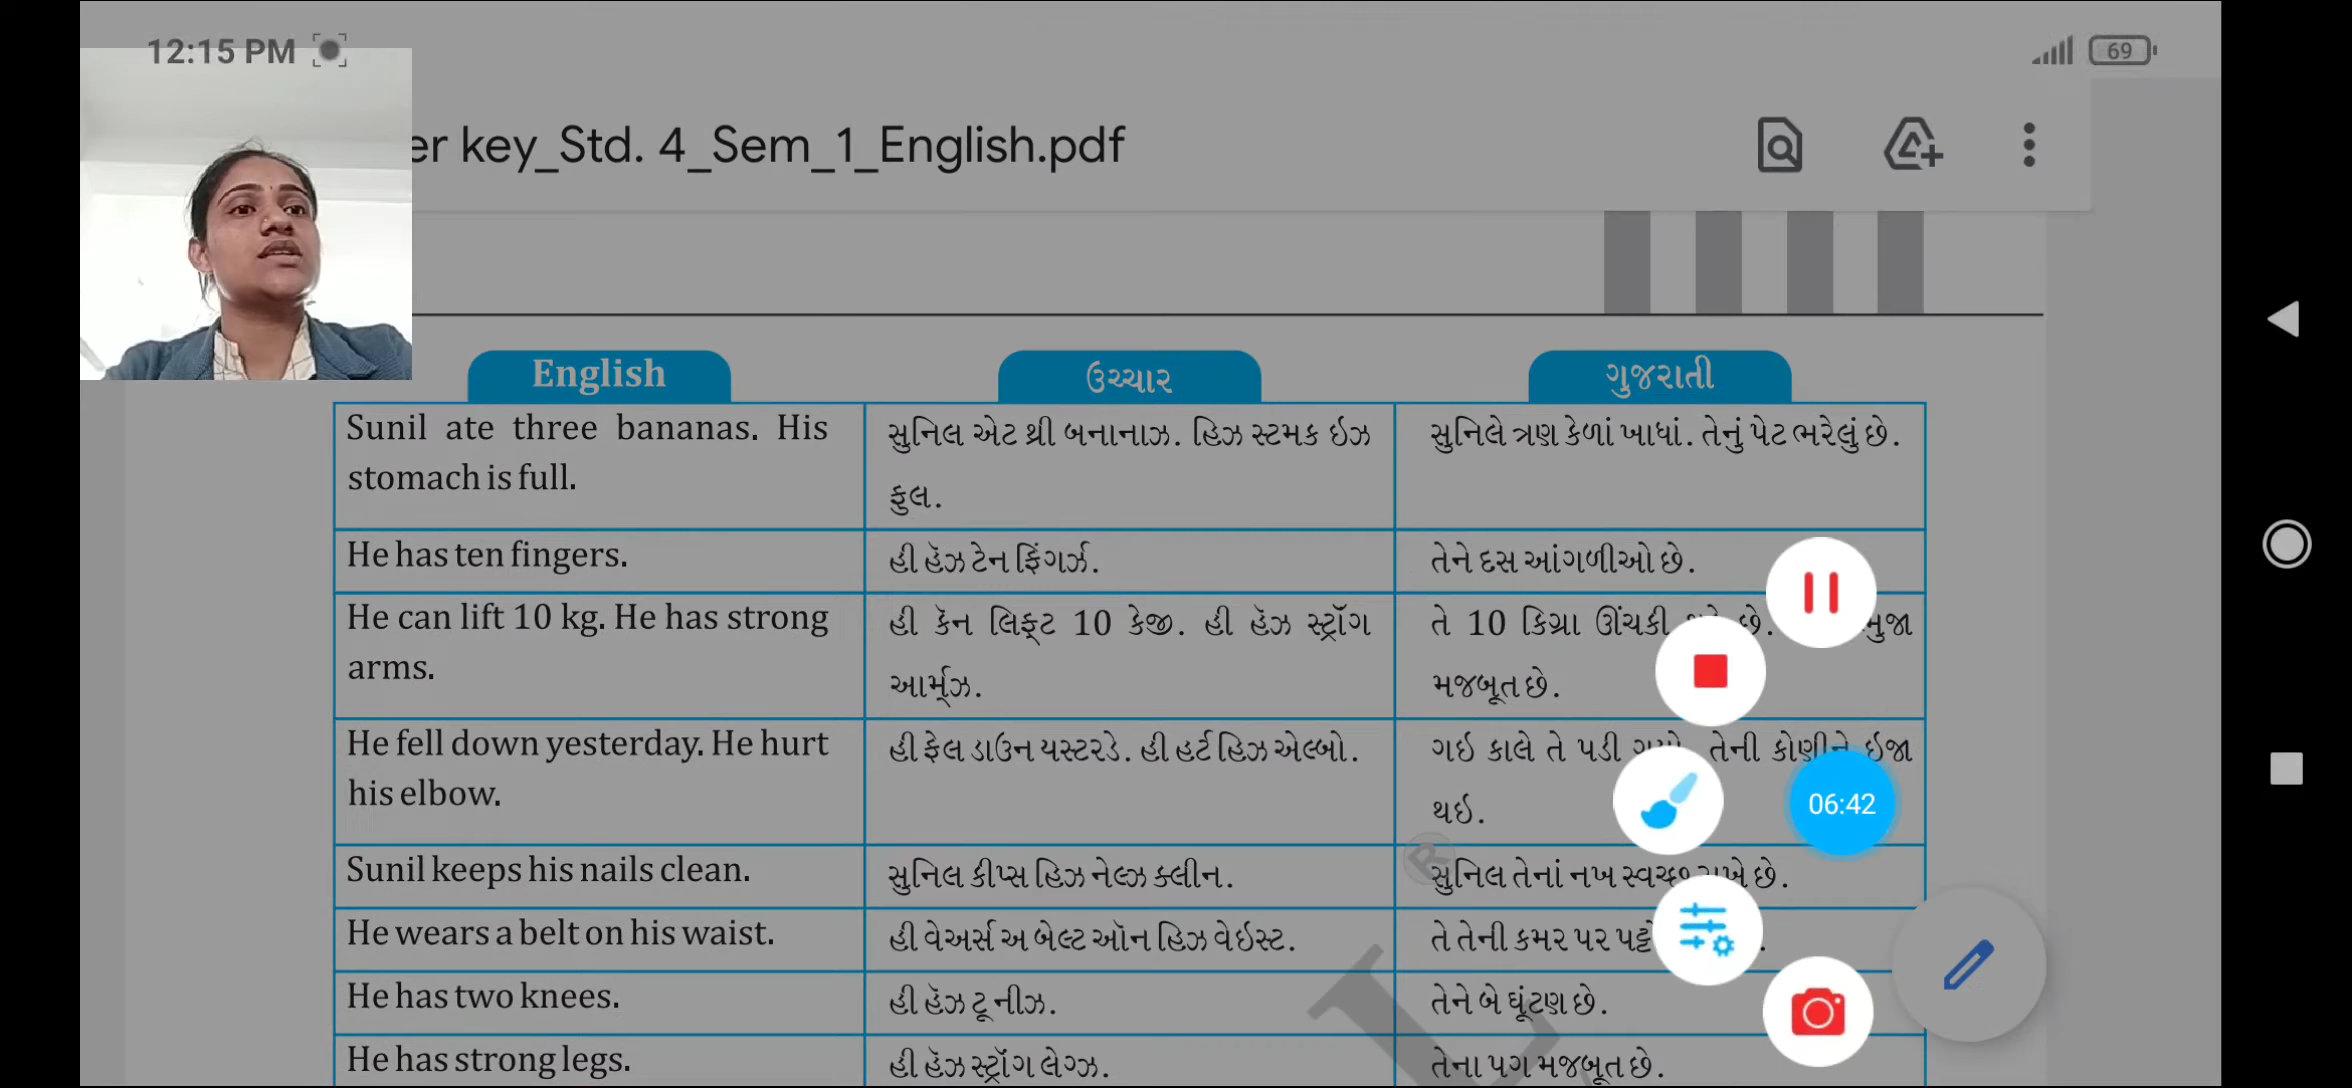 12:15 PM
69
er key_Std. 4_Sem_1_English.pdf
English
ઉચ્ચાર
ગુજરાતી
Sunil ate three bananas. His
stomach is full.
સુનિલ એટ થ્રી બનાનાઝ. હિઝ સ્ટમક ઇઝ
ફુલ.
સુનિલે ત્રણ કેળાં ખાધાં. તેનું પેટ ભરેલું છે.
He has ten fingers.
હી હૅઝ ટેન ફિંગર્ઝ.
તેને દસ આંગળીઓ છે.
He can lift 10 kg. He has strong
arms.
હી કૅન લિફ્ટ 10 કેજી. હી હૅઝ સ્ટ્રૉંગ
આર્મ્ઝ.
તે 10 કિગ્રા ઊંચકી છે.
મજબૂત છે.
He fell down yesterday. He hurt
his elbow.
હી ફેલ ડાઉન યસ્ટરડે. હી હર્ટ હિઝ એલ્બો.
ગઇ કાલે તે પડી તેની કોણીને ઇજા
થઇ.
Sunil keeps his nails clean.
સુનિલ કીપ્સ હિઝ નેલ્ઝ ક્લીન.
સુનિલ તેનાં નખ સ્વચ્છ રાખે છે.
He wears a belt on his waist.
હી વેઅર્સ અ બેલ્ટ ઑન હિઝ વેઇસ્ટ.
તે તેની કમર પર
He has two knees.
હી હૅઝ ટૂ નીઝ.
તેને બે ઘૂંટણ છે.
He has strong legs.
હી હૅઝ સ્ટ્રૉંગ લેગ્ઝ.
તેના પગ મજબૂત છે.
06:42